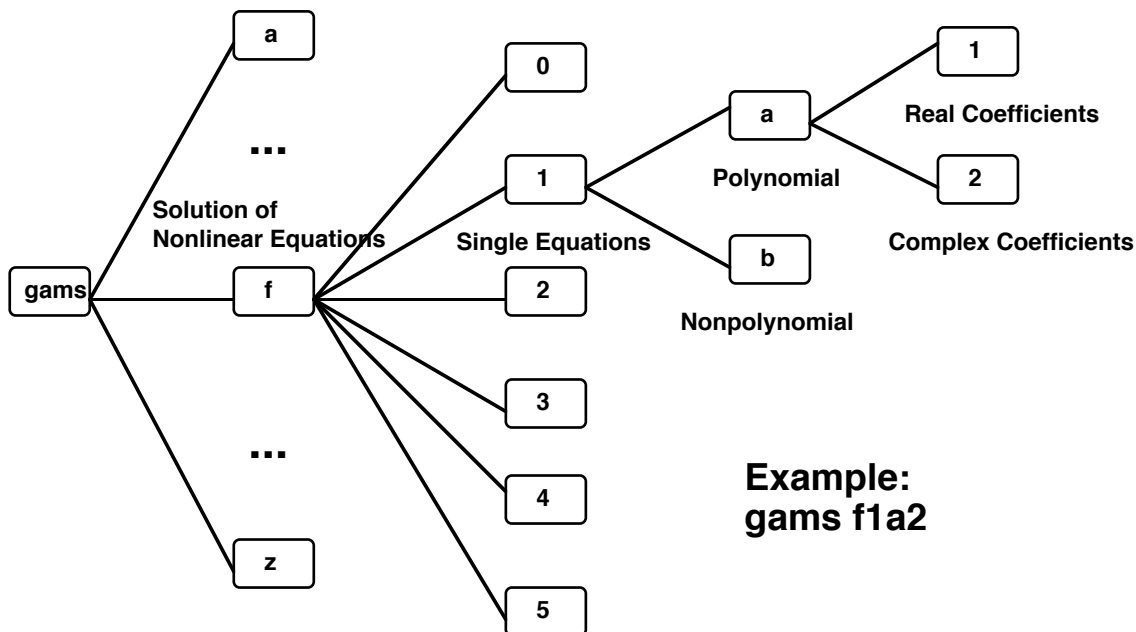 a
0
1
a
Real Coefficients
...
1
Polynomial
2
Solution of
Nonlinear Equations
Single Equations
b
Complex Coefficients
gams
f
2
Nonpolynomial
3
...
4
Example:
gams f1a2
z
5